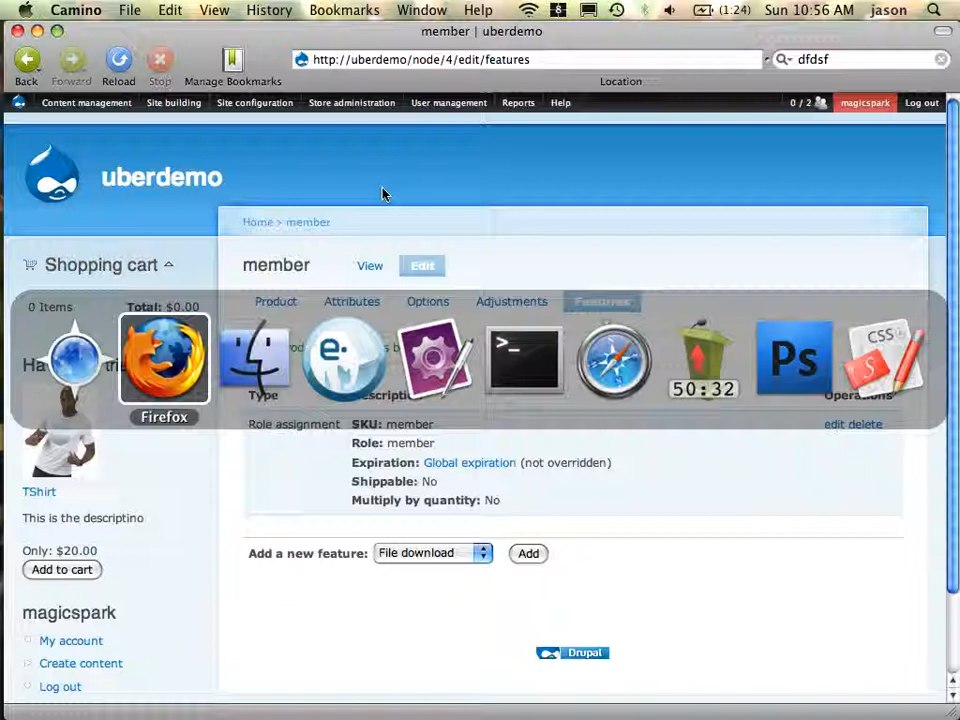 Camino File Edit View History Bookmarks Window Help 8 (1:24) Sun 10:56 AM jason
member | uberdemo
http://uberdemo/node/4/edit/features dfdsf
Back Forward Reload Stop Manage Bookmarks Location
Content management Site building Site configuration Store administration User management Reports Help 0 / 2 magicspark Log out
uberdemo
Home > member
Shopping cart
member View Edit
0 Items Total: $0.00
Product Attributes Options Adjustments Features
e.
>_
50:32
Ps
CSS
S
Firefox
Type
Role assignment SKU: member edit delete
Role: member
Expiration: Global expiration (not overridden)
Shippable: No
Multiply by quantity: No
TShirt
This is the descriptino
Only: $20.00
Add to cart
Add a new feature: File download Add
magicspark
My account
Create content
Log out
Drupal